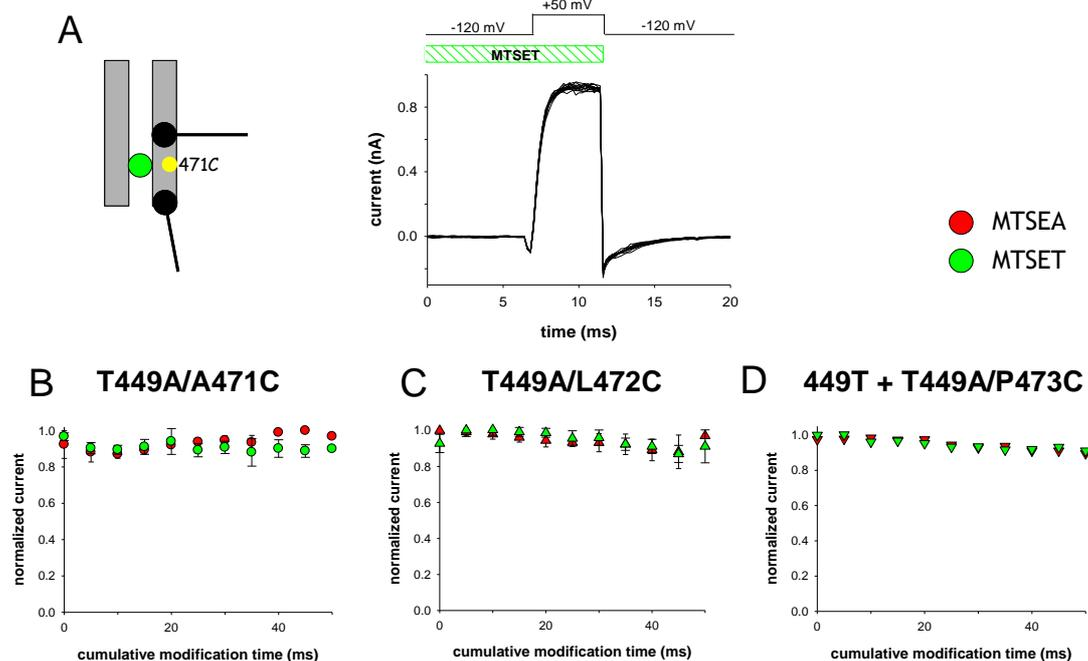 A
+50 mV
-120 mV
-120 mV
MTSET
471C
0.8
0.4
0.0
current (nA)
0 5 10 15 20
time (ms)
MTSEA
MTSET
B T449A/A471C
1.0
0.8
0.6
0.4
0.2
0.0
normalized current
0 20 40
cumulative modification time (ms)
C T449A/L472C
1.0
0.8
0.6
0.4
0.2
0.0
normalized current
0 20 40
cumulative modification time (ms)
D 449T + T449A/P473C
1.0
0.8
0.6
0.4
0.2
0.0
normalized current
0 20 40
cumulative modification time (ms)